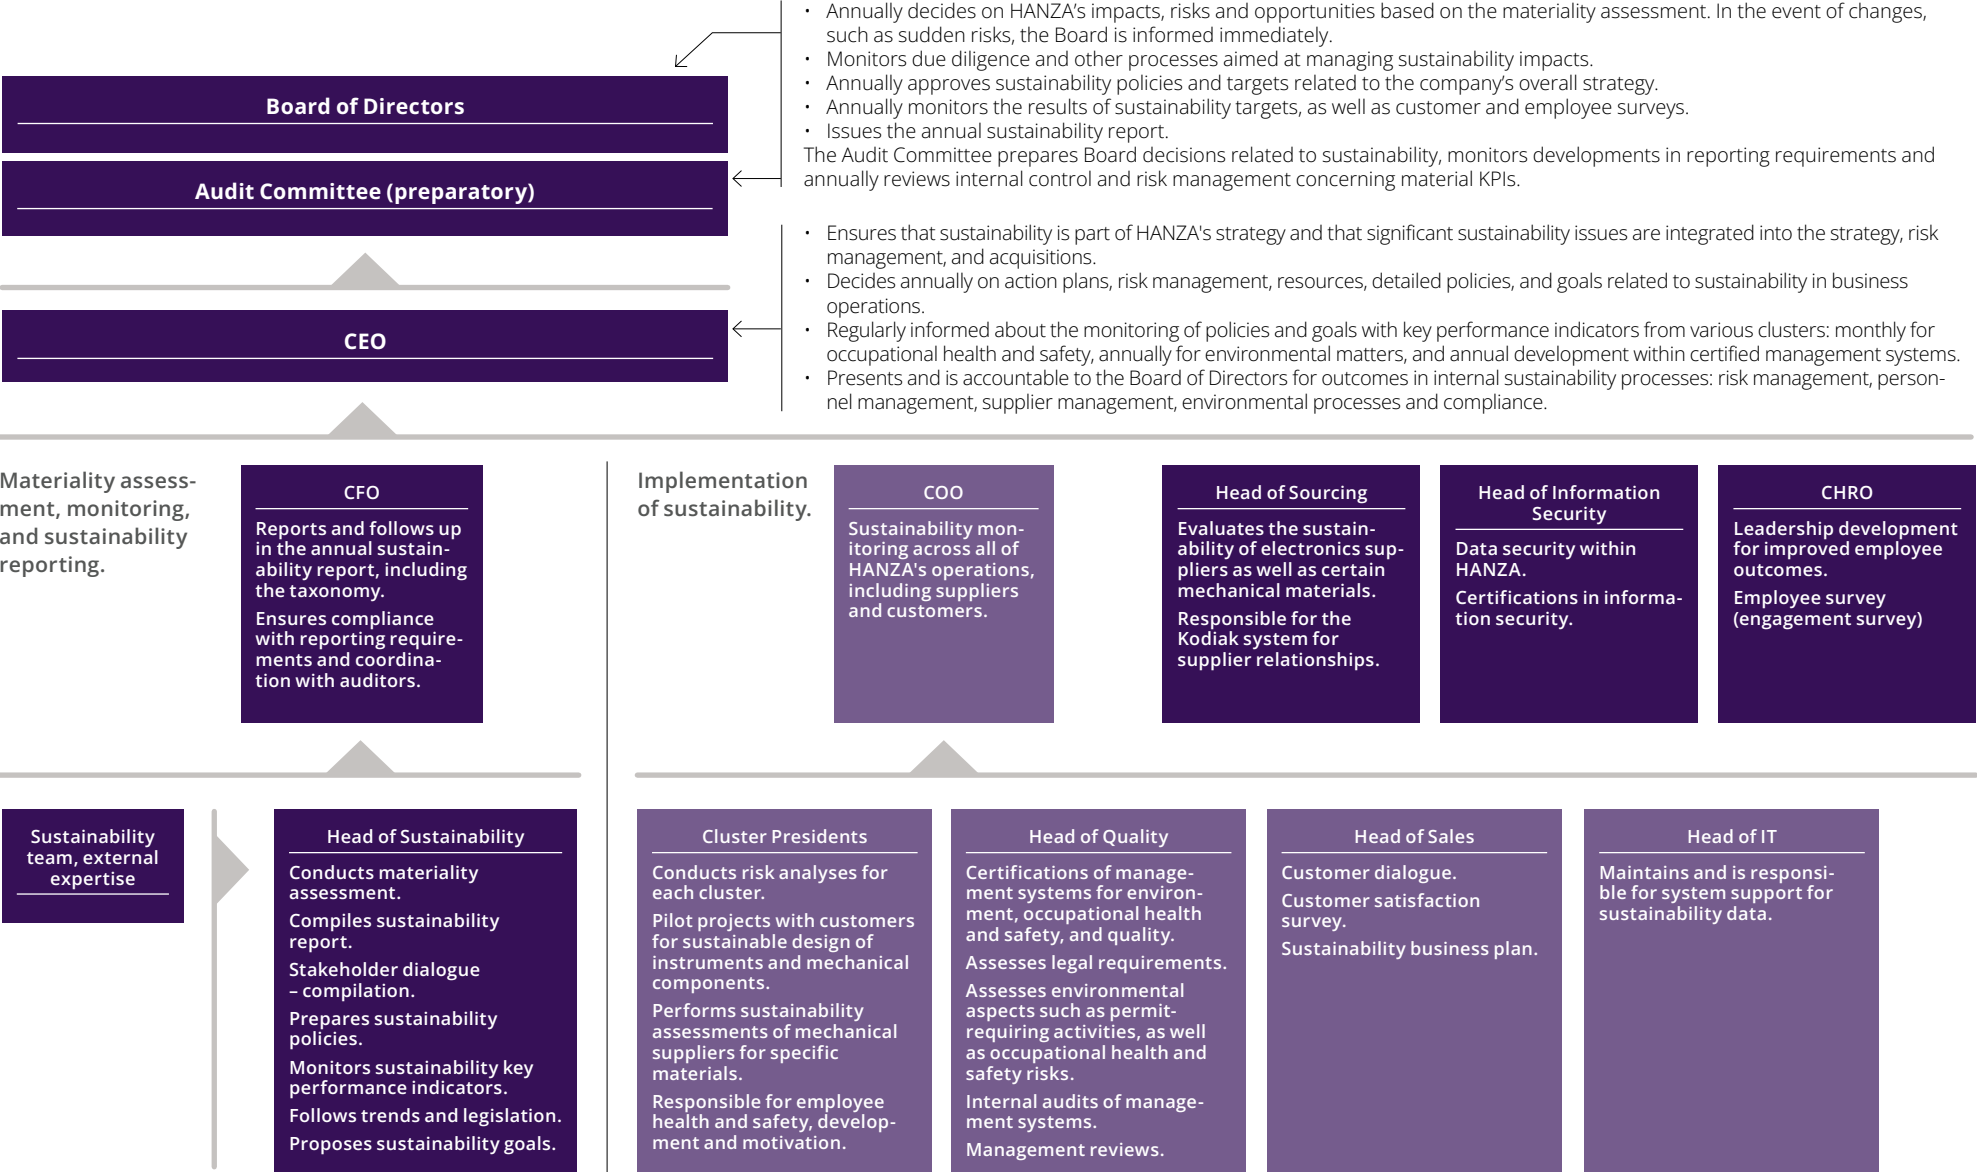 • Annually decides on HANZA’s impacts, risks and opportunities based on the materiality assessment. In the event of changes,
such as sudden risks, the Board is informed immediately.
• Monitors due diligence and other processes aimed at managing sustainability impacts.
• Annually approves sustainability policies and targets related to the company’s overall strategy.
• Annually monitors the results of sustainability targets, as well as customer and employee surveys.
• Issues the annual sustainability report.
The Audit Committee prepares Board decisions related to sustainability, monitors developments in reporting requirements and
annually reviews internal control and risk management concerning material KPIs.
Board of Directors
Audit Committee (preparatory)
• Ensures that sustainability is part of HANZA's strategy and that significant sustainability issues are integrated into the strategy, risk
management, and acquisitions.
• Decides annually on action plans, risk management, resources, detailed policies, and goals related to sustainability in business
operations.
• Regularly informed about the monitoring of policies and goals with key performance indicators from various clusters: monthly for
occupational health and safety, annually for environmental matters, and annual development within certified management systems.
• Presents and is accountable to the Board of Directors for outcomes in internal sustainability processes: risk management, person-
nel management, supplier management, environmental processes and compliance.
CEO
Materiality assess-
ment, monitoring,
and sustainability
reporting.
CFO
Reports and follows up
in the annual sustain-
ability report, including
the taxonomy.
Ensures compliance
with reporting require-
ments and coordina-
tion with auditors.
Implementation
of sustainability.
COO
Sustainability mon-
itoring across all of
HANZA's operations,
including suppliers
and customers.
Head of Sourcing
Evaluates the sustain-
ability of electronics sup-
pliers as well as certain
mechanical materials.
Responsible for the
Kodiak system for
supplier relationships.
Head of Information
Security
Data security within
HANZA.
Certifications in informa-
tion security.
CHRO
Leadership development
for improved employee
outcomes.
Employee survey
(engagement survey)
Sustainability
team, external
expertise
Head of Sustainability
Conducts materiality
assessment.
Compiles sustainability
report.
Stakeholder dialogue
– compilation.
Prepares sustainability
policies.
Monitors sustainability key
performance indicators.
Follows trends and legislation.
Proposes sustainability goals.
Cluster Presidents
Conducts risk analyses for
each cluster.
Pilot projects with customers
for sustainable design of
instruments and mechanical
components.
Performs sustainability
assessments of mechanical
suppliers for specific
materials.
Responsible for employee
health and safety, develop-
ment and motivation.
Head of Quality
Certifications of manage-
ment systems for environ-
ment, occupational health
and safety, and quality.
Assesses legal requirements.
Assesses environmental
aspects such as permit-
requiring activities, as well
as occupational health and
safety risks.
Internal audits of manage-
ment systems.
Management reviews.
Head of Sales
Customer dialogue.
Customer satisfaction
survey.
Sustainability business plan.
Head of IT
Maintains and is responsi-
ble for system support for
sustainability data.